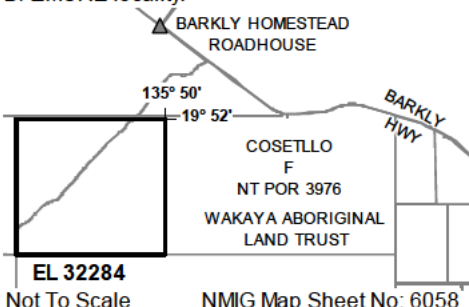 BARKLY HOMESTEAD
ROADHOUSE
135° 50'
19° 52'
BARKLY
HWY
COSETLLO
F
NT POR 3976
WAKAYA ABORIGINAL
LAND TRUST
EL 32284
Not To Scale
NMIG Map Sheet No: 6058